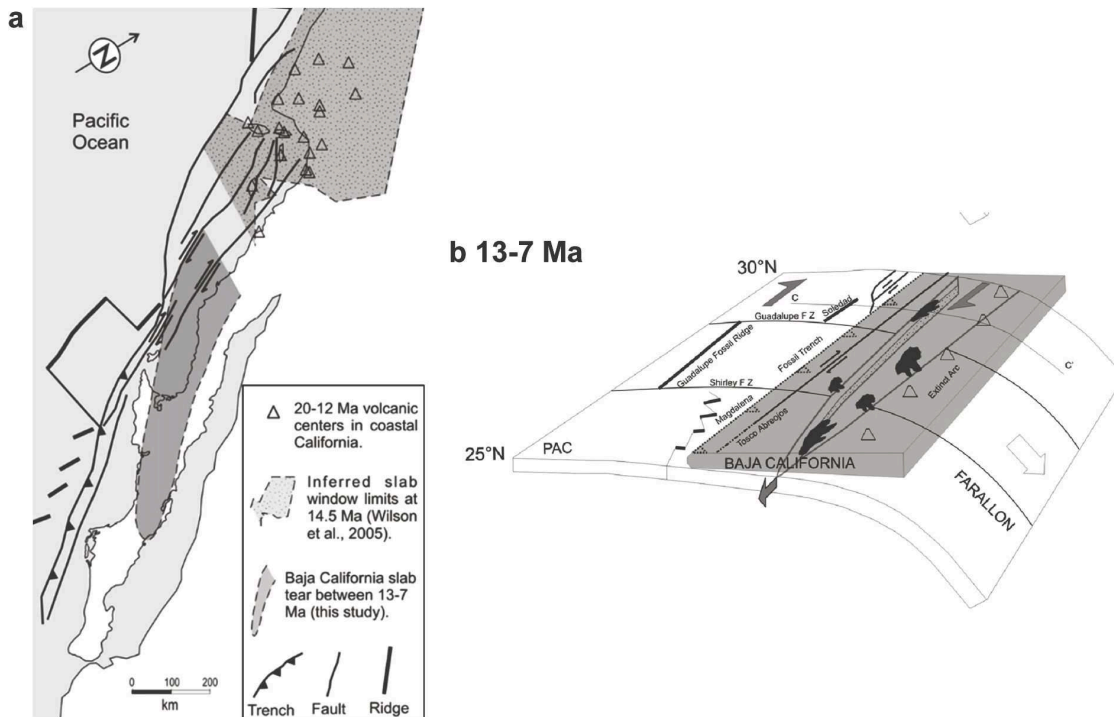 a
N
Pacific
Ocean
20-12 Ma volcanic
centers in coastal
California.
Inferred slab
window limits at
14.5 Ma (Wilson
et al., 2005).
Baja California slab
tear between 13-7
Ma (this study).
Trench Fault Ridge
0 100 200
km
b 13-7 Ma
30°N
C
Guadalupe F Z
Soledad
Guadalupe Fossil Ridge
Fossil Trench
Shirley F Z
Magdalena
Tosco Abreojos
Extinct Arc
C'
25°N
PAC
BAJA CALIFORNIA
FARALLON